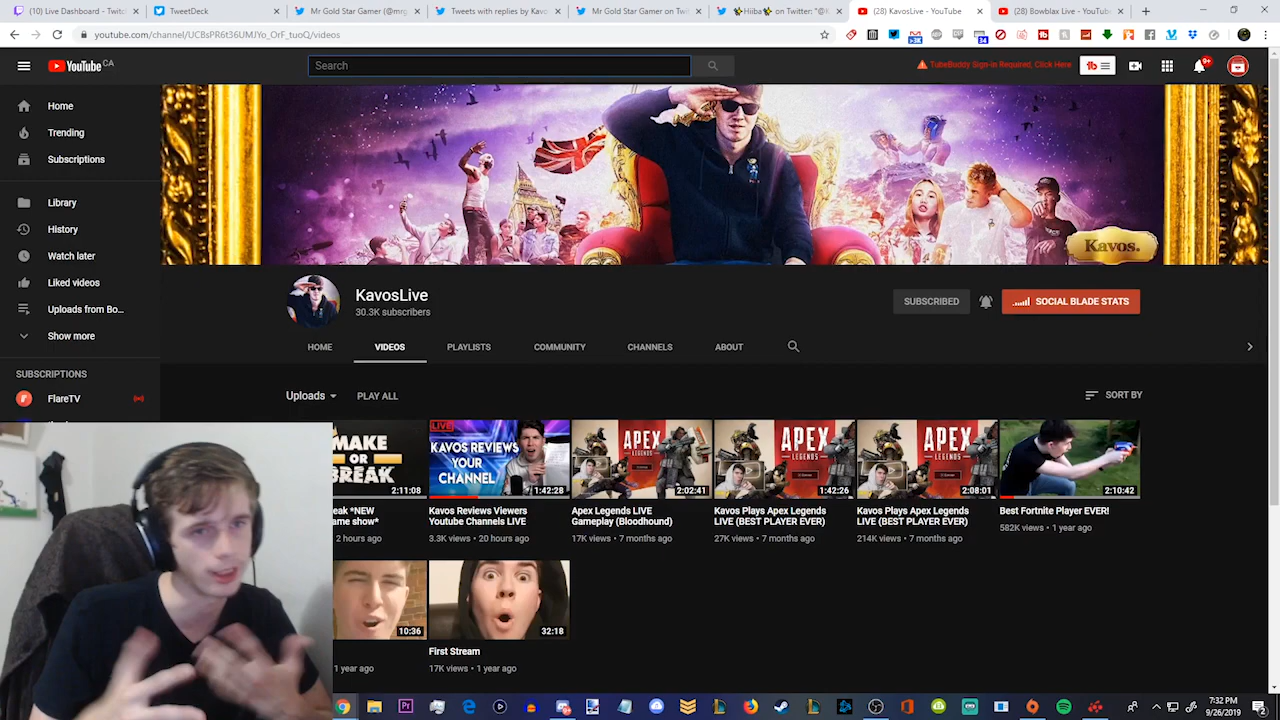 (10) Lowbla - Twitch
TweetDeck
Mr Gold Star Gamer (@mrg
Tweets with replies by Kavo
Mr Gold Star Gamer on Twit
Hiiba on Twitter: "@K
(28) KavosLive - YouTube
(28) Bowblax - YouTube
youtube.com/channel/UCBsPR6t36UMJYo_OrF_tuoQ/videos
YouTube CA
Search
TubeBuddy Sign-in Required, Click Here
9+
Home
Trending
Subscriptions
Library
History
Watch later
Liked videos
Uploads from Bo...
Show more
SUBSCRIPTIONS
FlareTV
Kavos.
KavosLive
30.3K subscribers
SUBSCRIBED
SOCIAL BLADE STATS
HOME
VIDEOS
PLAYLISTS
COMMUNITY
CHANNELS
ABOUT
Uploads
PLAY ALL
SORT BY
MAKE
OR
BREAK
2:11:08
LIVE
KAVOS REVIEWS
YOUR
CHANNEL
1:42:28
APEX
LEGENDS
2:02:41
APEX
LEGENDS
1:42:26
APEX
LEGENDS
2:08:01
2:10:42
eak *NEW
ame show*
2 hours ago
Kavos Reviews Viewers
Youtube Channels LIVE
3.3K views • 20 hours ago
Apex Legends LIVE
Gameplay (Bloodhound)
17K views • 7 months ago
Kavos Plays Apex Legends
LIVE (BEST PLAYER EVER)
27K views • 7 months ago
Kavos Plays Apex Legends
LIVE (BEST PLAYER EVER)
214K views • 7 months ago
Best Fortnite Player EVER!
582K views • 1 year ago
10:36
32:18
1 year ago
First Stream
17K views • 1 year ago
7:32 PM
9/26/2019